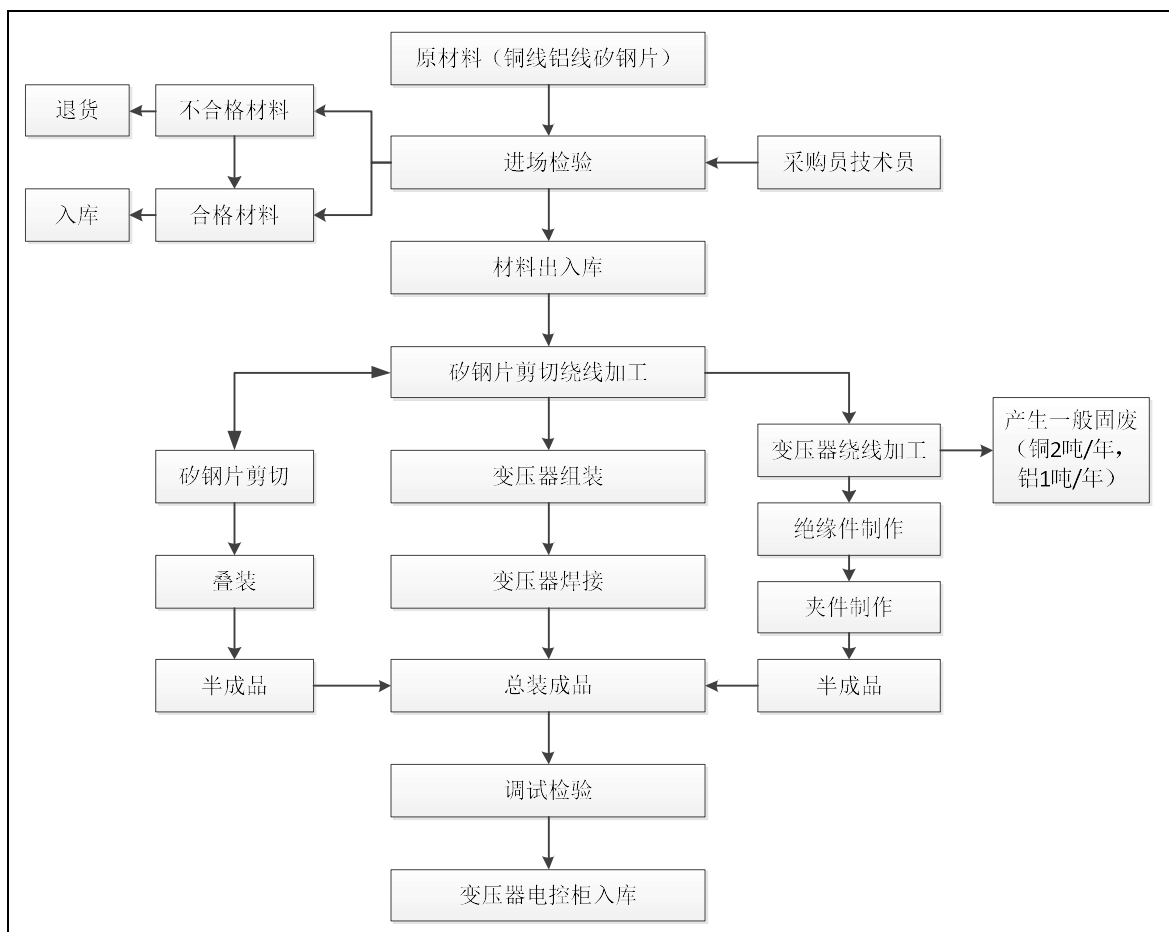 原材料（铜线铝线矽钢片）
退货
不合格材料
进场检验
采购员技术员
入库
合格材料
材料出入库
矽钢片剪切绕线加工
产生一般固废
（铜2吨/年，
铝1吨/年）
变压器绕线加工
矽钢片剪切
变压器组装
绝缘件制作
叠装
变压器焊接
夹件制作
半成品
总装成品
半成品
调试检验
变压器电控柜入库